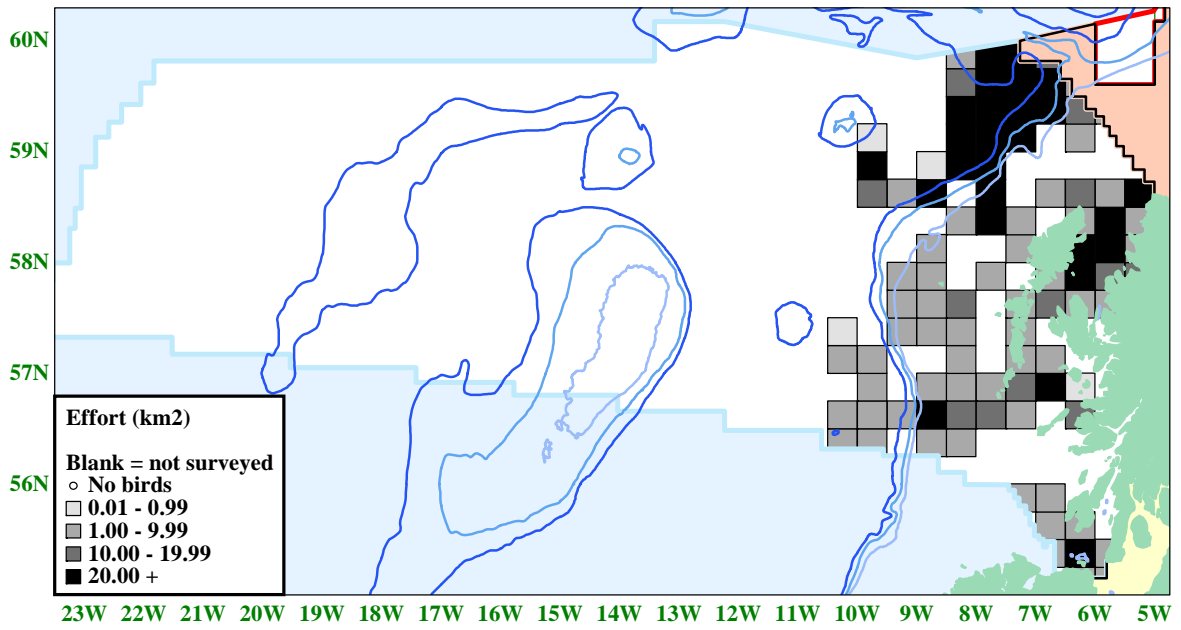 60N
59N
58N
57N
56N
Effort (km2)
Blank = not surveyed
No birds
0.01 - 0.99
1.00 - 9.99
10.00 - 19.99
20.00 +
23W 22W 21W 20W 19W 18W 17W 16W 15W 14W 13W 12W 11W 10W 9W 8W 7W 6W 5W